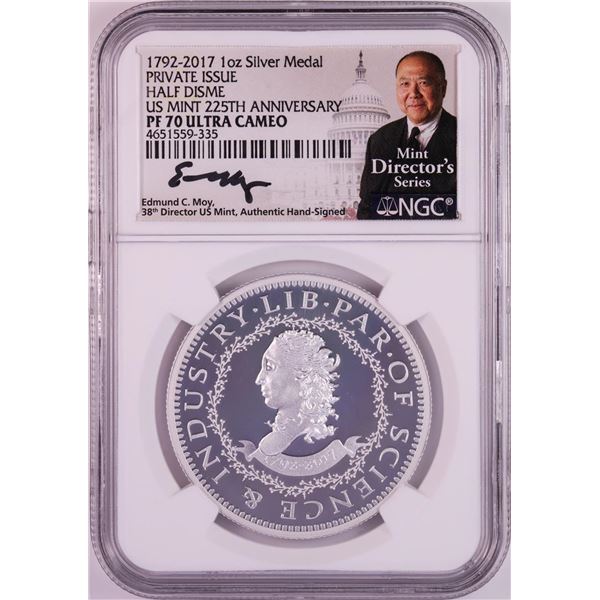 1792-2017 1oz Silver Medal
PRIVATE ISSUE
HALF DISME
US MINT 225TH ANNIVERSARY
PF 70 ULTRA CAMEO
4651559-335
Edmund C. Moy,
38th Director US Mint, Authentic Hand-Signed
Mint
Director's
Series
NGC®
LIB·PAR·OF SCIENCE & INDUSTRY·
1792-2017